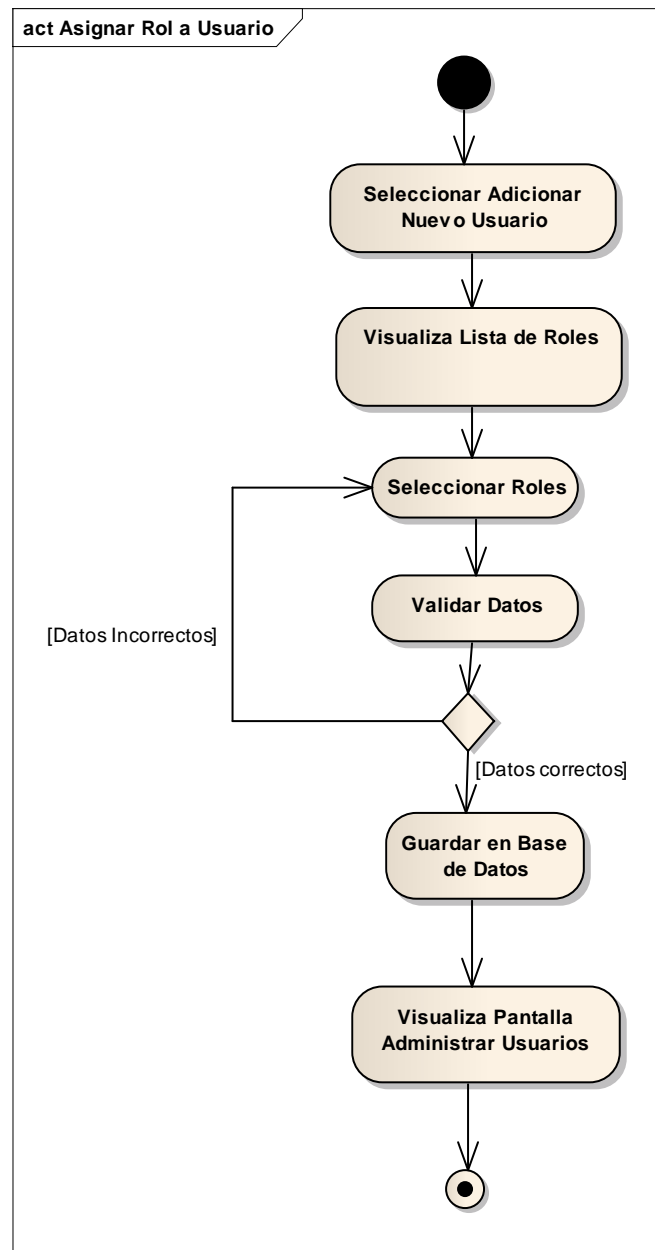 act Asignar Rol a Usuario
Seleccionar Adicionar
Nuevo Usuario
Visualiza Lista de Roles
Seleccionar Roles
Validar Datos
[Datos Incorrectos]
[Datos correctos]
Guardar en Base
de Datos
Visualiza Pantalla
Administrar Usuarios